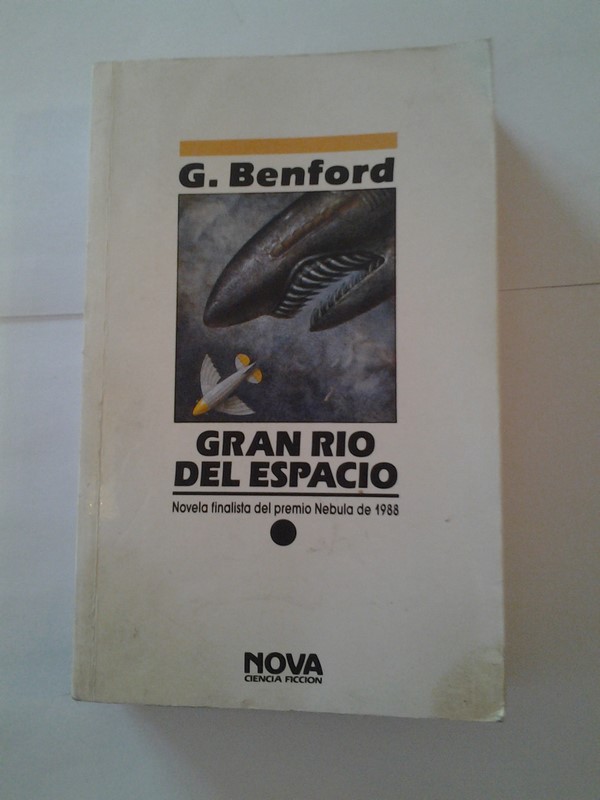 G. Benford
GRAN RIO
DEL ESPACIO
Novela finalista del premio Nebula de 1988
NOVA
CIENCIA FICCION